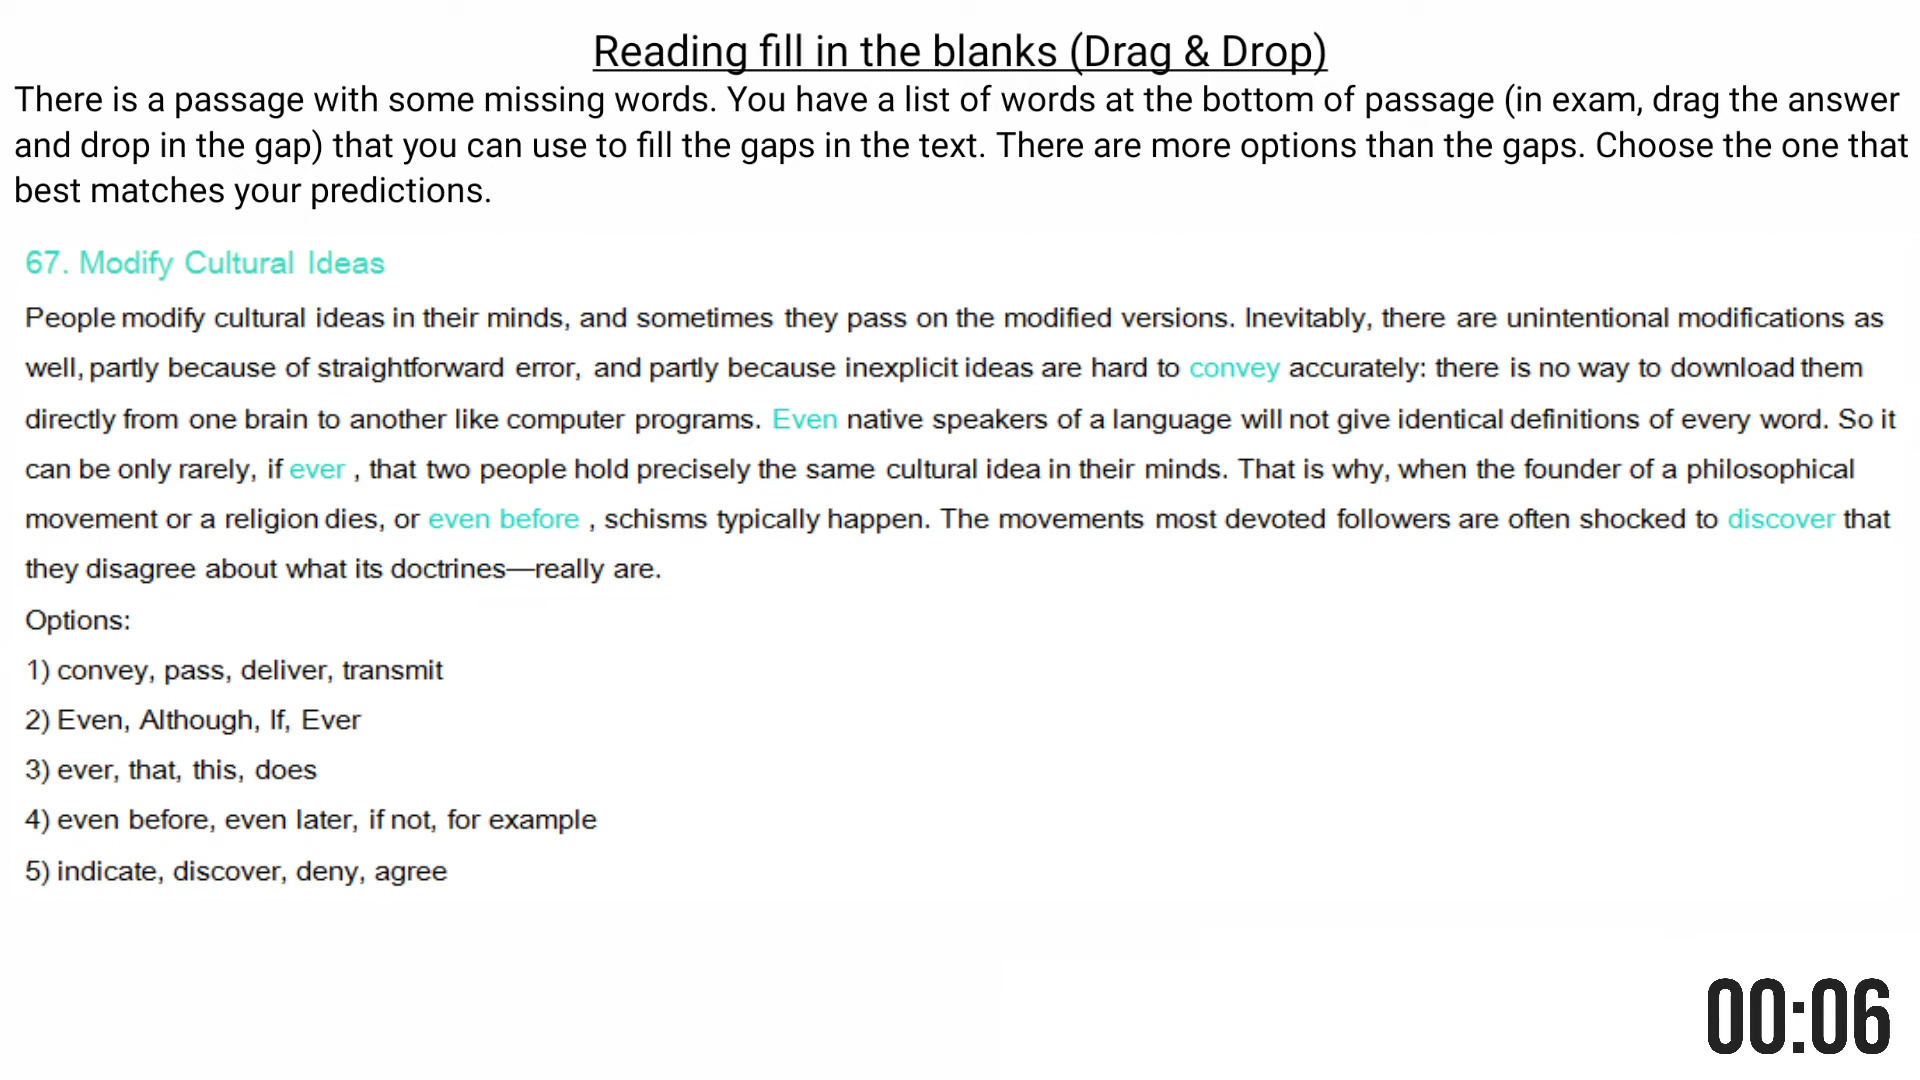 Reading fill in the blanks (Drag & Drop)
There is a passage with some missing words. You have a list of words at the bottom of passage (in exam, drag the answer
and drop in the gap) that you can use to fill the gaps in the text. There are more options than the gaps. Choose the one that
best matches your predictions.
67. Modify Cultural Ideas
People modify cultural ideas in their minds, and sometimes they pass on the modified versions. Inevitably, there are unintentional modifications as
well, partly because of straightforward error, and partly because inexplicit ideas are hard to convey accurately: there is no way to download them
directly from one brain to another like computer programs. Even native speakers of a language will not give identical definitions of every word. So it
can be only rarely, if ever , that two people hold precisely the same cultural idea in their minds. That is why, when the founder of a philosophical
movement or a religion dies, or even before , schisms typically happen. The movements most devoted followers are often shocked to discover that
they disagree about what its doctrines—really are.
Options:
1) convey, pass, deliver, transmit
2) Even, Although, If, Ever
3) ever, that, this, does
4) even before, even later, if not, for example
5) indicate, discover, deny, agree
00:06